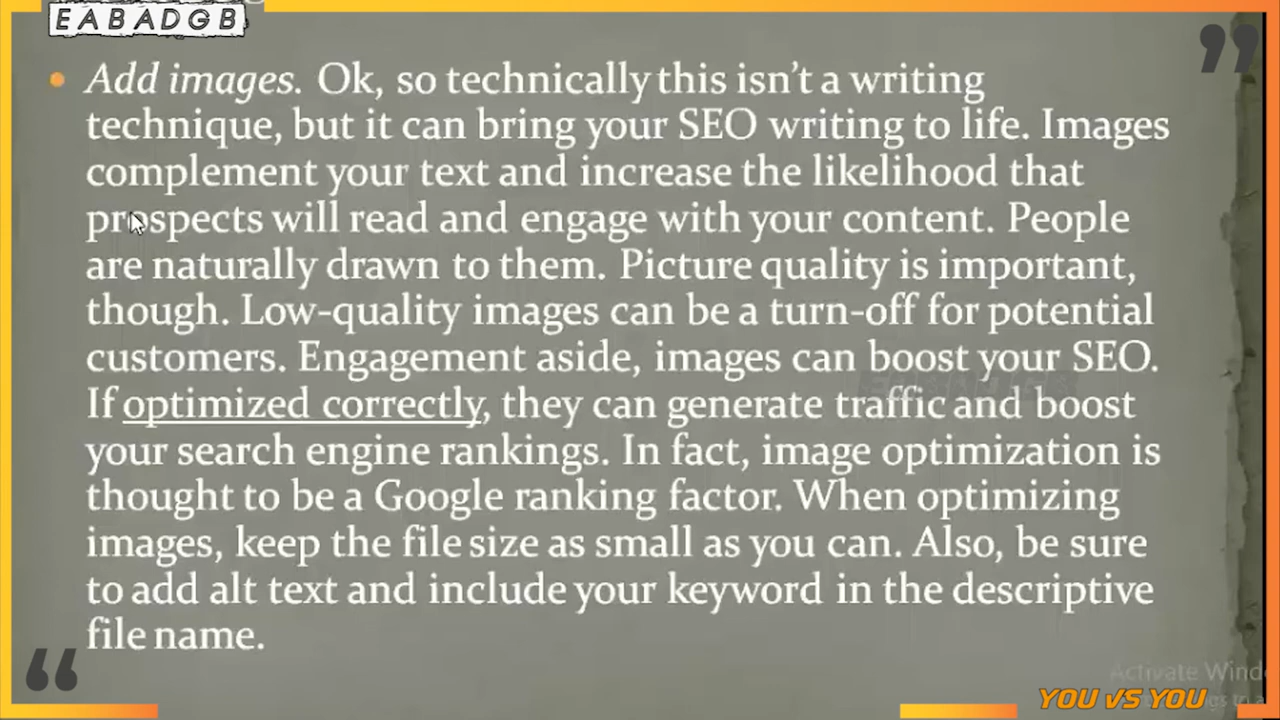 EABADGB
• Add images. Ok, so technically this isn't a writing
technique, but it can bring your SEO writing to life. Images
complement your text and increase the likelihood that
prospects will read and engage with your content. People
are naturally drawn to them. Picture quality is important,
though. Low-quality images can be a turn-off for potential
customers. Engagement aside, images can boost your SEO.
If optimized correctly, they can generate traffic and boost
your search engine rankings. In fact, image optimization is
thought to be a Google ranking factor. When optimizing
images, keep the file size as small as you can. Also, be sure
to add alt text and include your keyword in the descriptive
file name.
Activate
YOU vS YOU